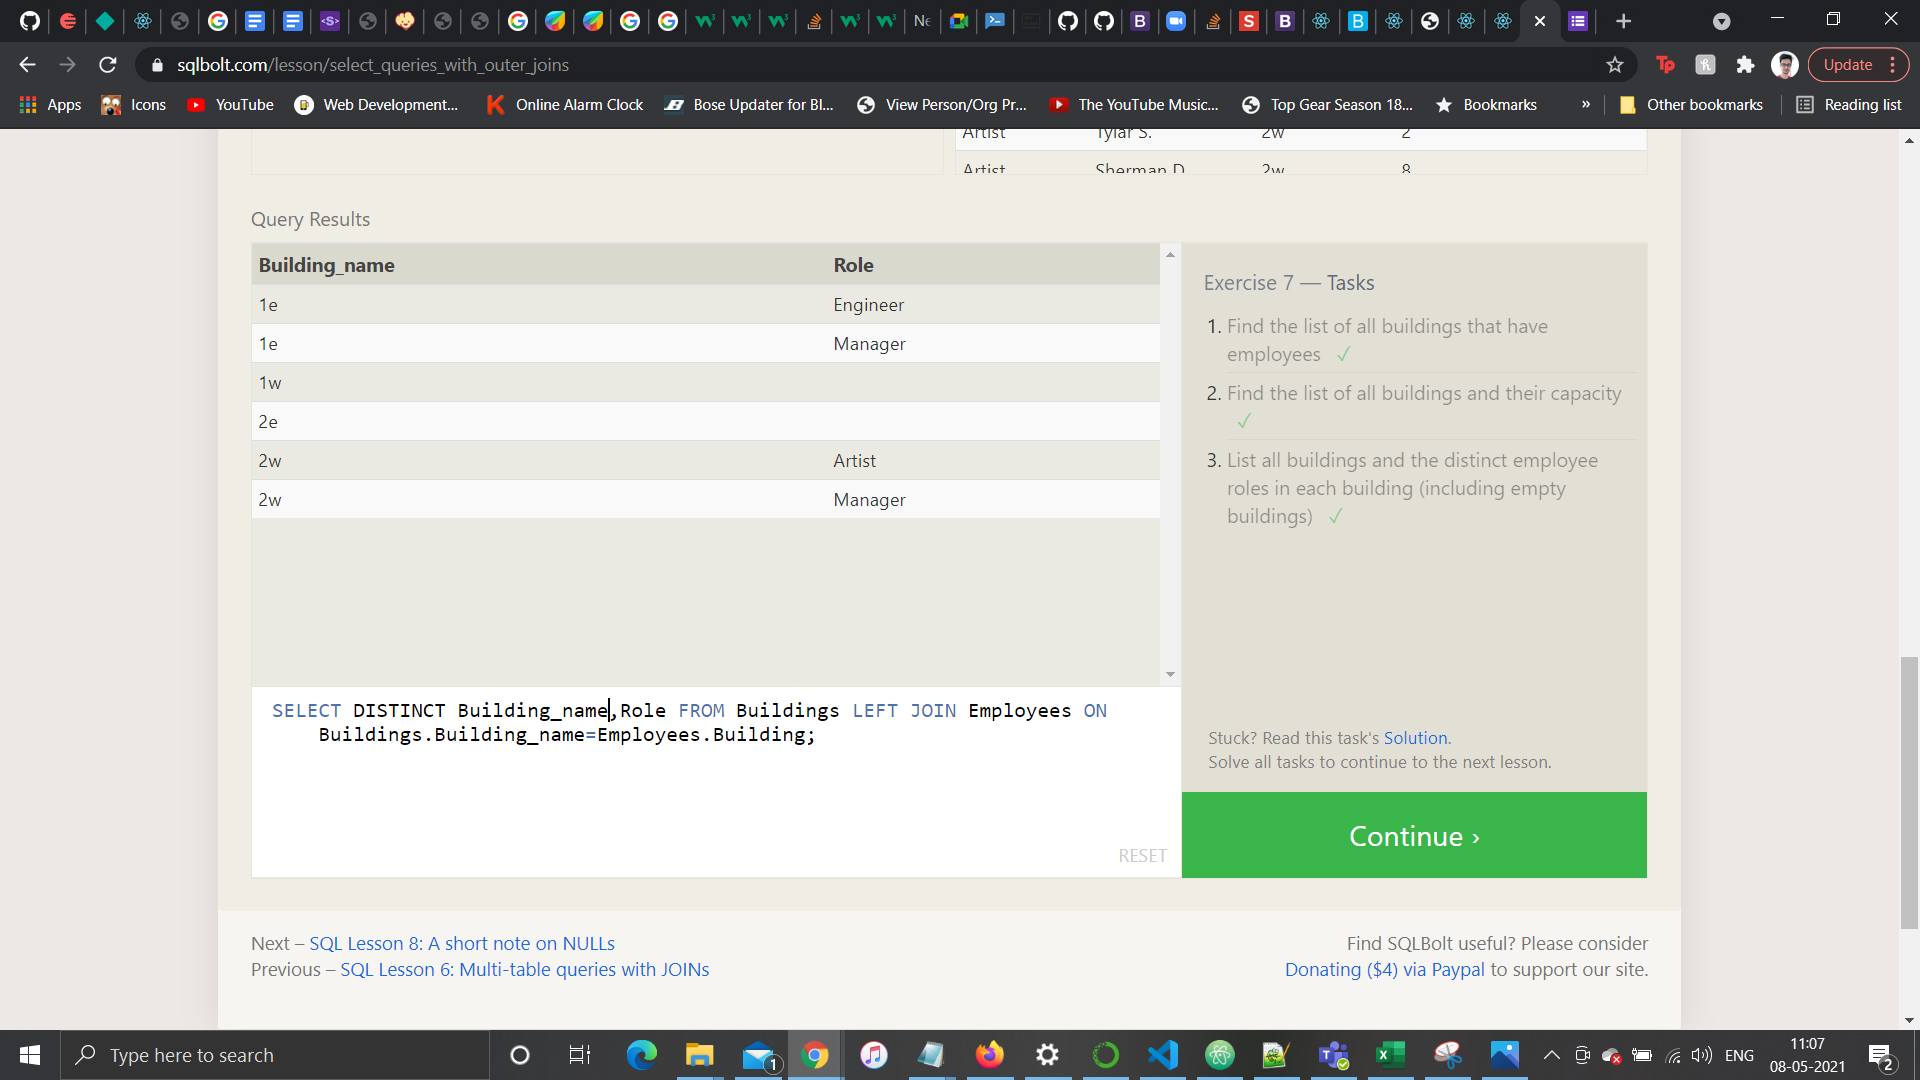 sqlbolt.com/lesson/select_queries_with_outer_joins
Update
Apps
Icons
YouTube
Web Development...
Online Alarm Clock
Bose Updater for Bl...
View Person/Org Pr...
The YouTube Music...
Top Gear Season 18...
Bookmarks
»
Other bookmarks
Reading list
Artist Tylar S. 2w 2
Artist Sherman D. 2w 8
Query Results
Building_name Role
1e Engineer
1e Manager
1w
2e
2w Artist
2w Manager
Exercise 7 — Tasks
1. Find the list of all buildings that have
employees ✓
2. Find the list of all buildings and their capacity
✓
3. List all buildings and the distinct employee
roles in each building (including empty
buildings) ✓
SELECT DISTINCT Building_name,Role FROM Buildings LEFT JOIN Employees ON
Buildings.Building_name=Employees.Building;
RESET
Stuck? Read this task's Solution.
Solve all tasks to continue to the next lesson.
Continue ›
Next – SQL Lesson 8: A short note on NULLs
Previous – SQL Lesson 6: Multi-table queries with JOINs
Find SQLBolt useful? Please consider
Donating ($4) via Paypal to support our site.
Type here to search
1
ENG
11:07
08-05-2021
2